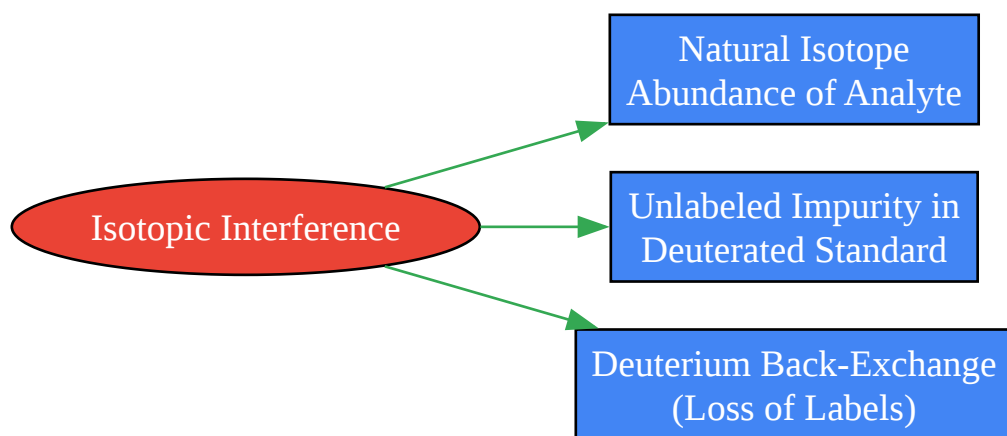 Natural Isotope
Abundance of Analyte
Isotopic Interference
Unlabeled Impurity in
Deuterated Standard
Deuterium Back-Exchange
(Loss of Labels)